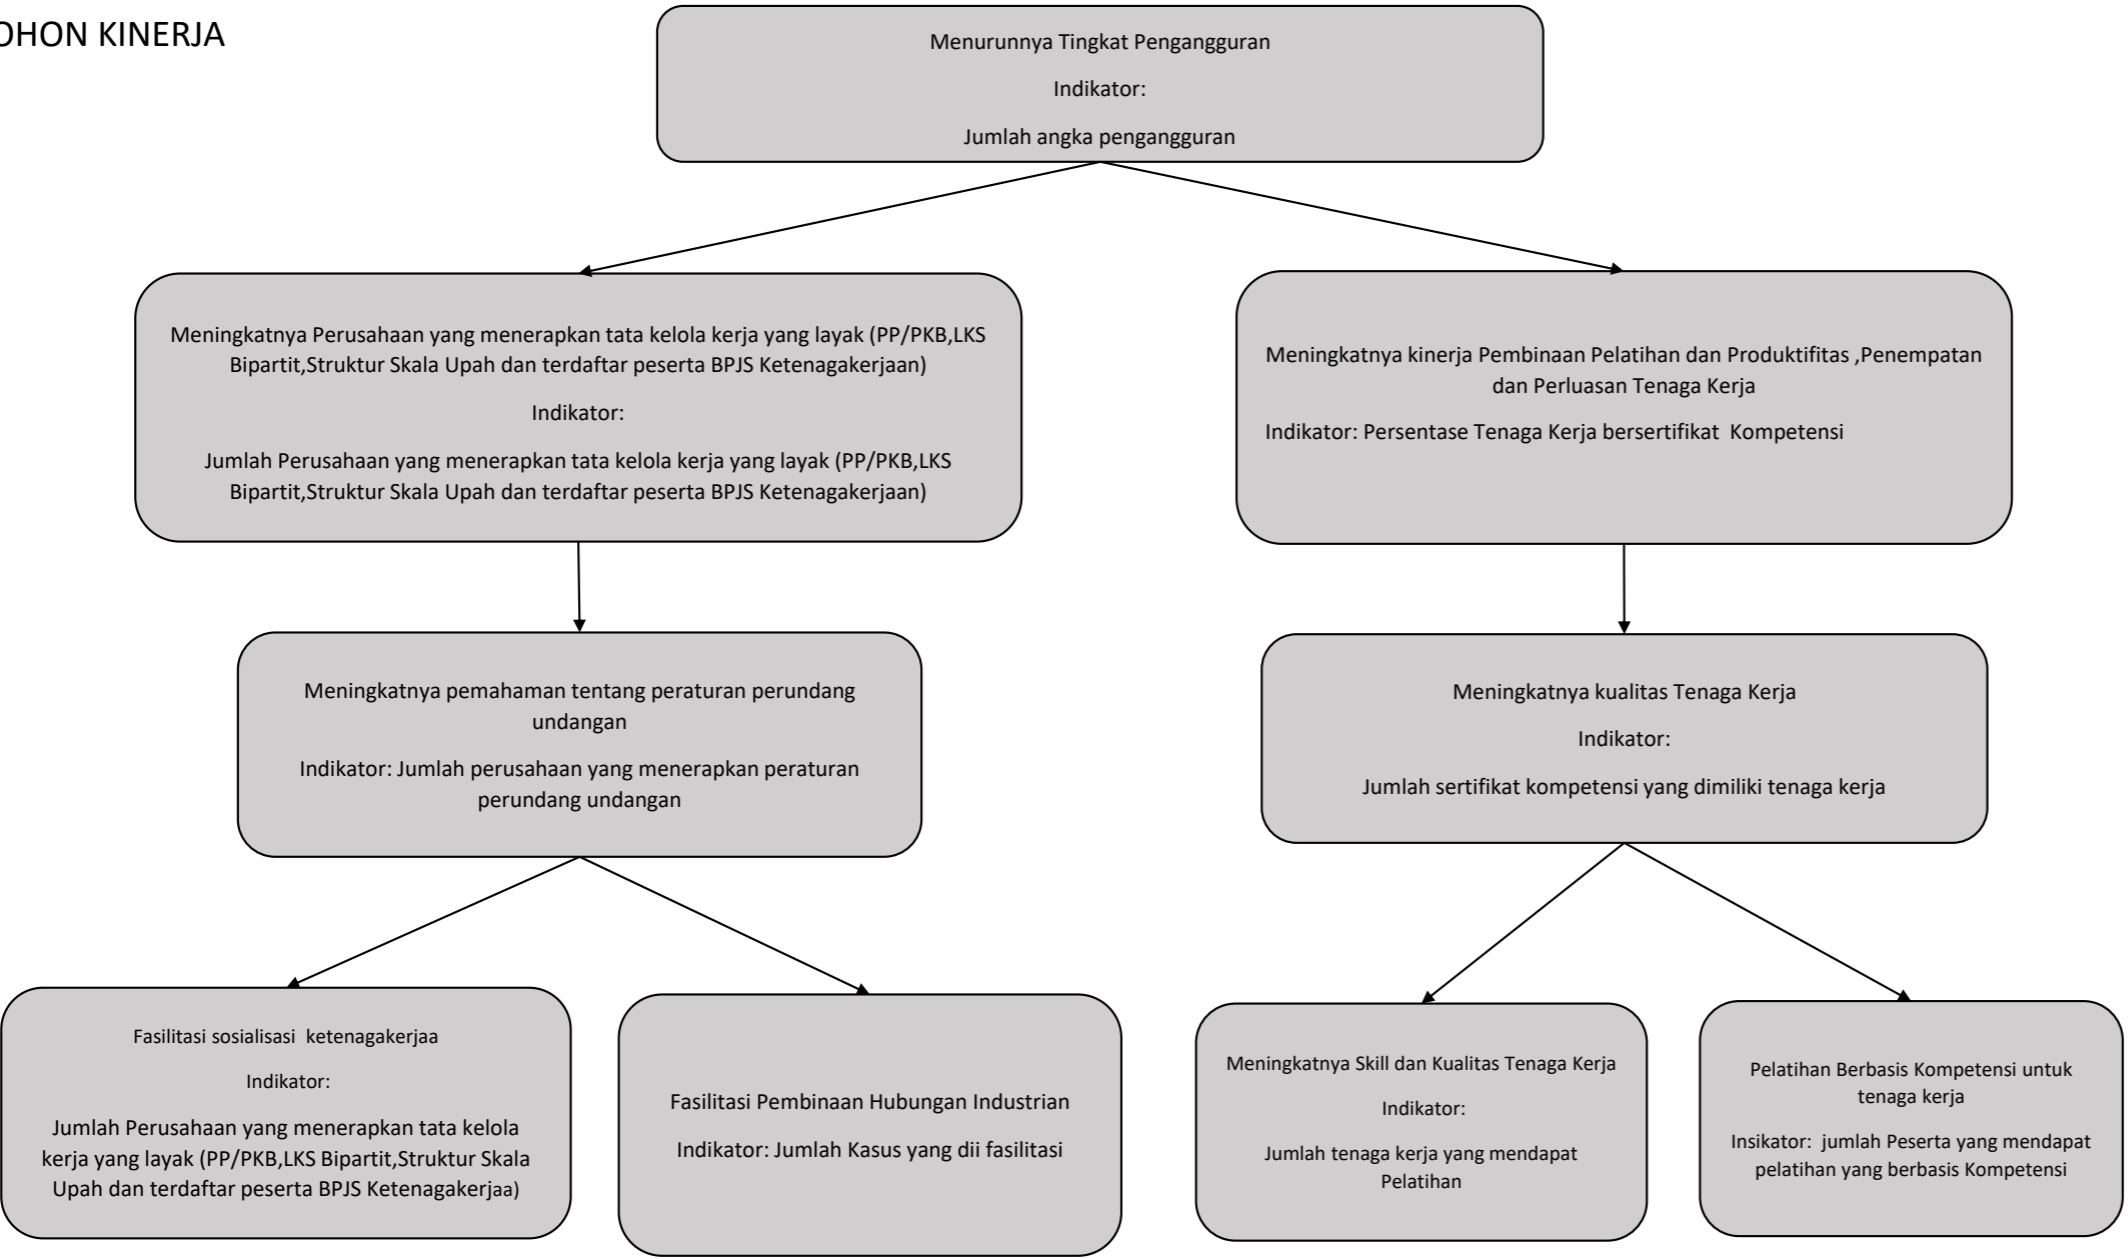 OHON KINERJA
Menurunnya Tingkat Pengangguran
Indikator:
Jumlah angka pengangguran
Meningkatnya Perusahaan yang menerapkan tata kelola kerja yang layak (PP/PKB,LKS
Bipartit,Struktur Skala Upah dan terdaftar peserta BPJS Ketenagakerjaan)
Indikator:
Jumlah Perusahaan yang menerapkan tata kelola kerja yang layak (PP/PKB,LKS
Bipartit,Struktur Skala Upah dan terdaftar peserta BPJS Ketenagakerjaan)
Meningkatnya kinerja Pembinaan Pelatihan dan Produktifitas ,Penempatan
dan Perluasan Tenaga Kerja
Indikator: Persentase Tenaga Kerja bersertifikat  Kompetensi
Meningkatnya pemahaman tentang peraturan perundang
undangan
Indikator: Jumlah perusahaan yang menerapkan peraturan
perundang undangan
Meningkatnya kualitas Tenaga Kerja
Indikator:
Jumlah sertifikat kompetensi yang dimiliki tenaga kerja
Fasilitasi sosialisasi  ketenagakerjaa
Indikator:
Jumlah Perusahaan yang menerapkan tata kelola
kerja yang layak (PP/PKB,LKS Bipartit,Struktur Skala
Upah dan terdaftar peserta BPJS Ketenagakerjaa)
Fasilitasi Pembinaan Hubungan Industrian
Indikator: Jumlah Kasus yang dii fasilitasi
Meningkatnya Skill dan Kualitas Tenaga Kerja
Indikator:
Jumlah tenaga kerja yang mendapat
Pelatihan
Pelatihan Berbasis Kompetensi untuk
tenaga kerja
Insikator:  jumlah Peserta yang mendapat
pelatihan yang berbasis Kompetensi